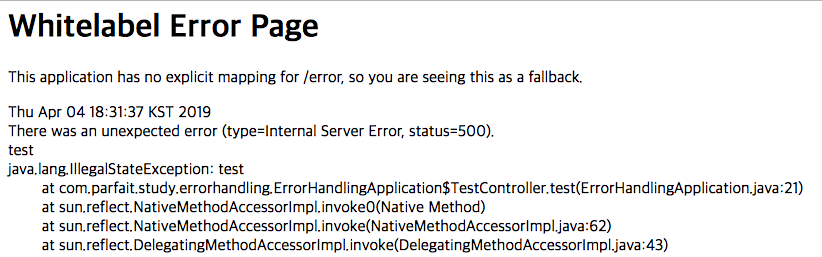 Whitelabel Error Page
This application has no explicit mapping for /error, so you are seeing this as a fallback.
Thu Apr 04 18:31:37 KST 2019
There was an unexpected error (type=Internal Server Error, status=500).
test
java.lang.IllegalStateException: test
at com.parfait.study.errorhandling.ErrorHandlingApplication$TestController.test(ErrorHandlingApplication.java:21)
at sun.reflect.NativeMethodAccessorImpl.invoke0(Native Method)
at sun.reflect.NativeMethodAccessorImpl.invoke(NativeMethodAccessorImpl.java:62)
at sun.reflect.DelegatingMethodAccessorImpl.invoke(DelegatingMethodAccessorImpl.java:43)